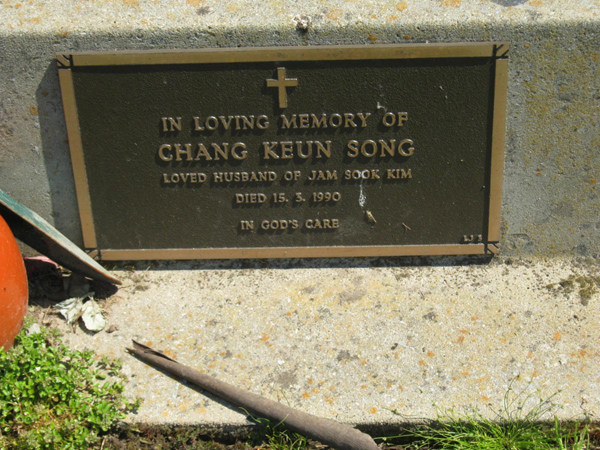 IN LOVING MEMORY OF
CHANG KEUN SONG
LOVED HUSBAND OF JAM SOOK KIM
DIED 15. 3. 1990
IN GOD'S CARE